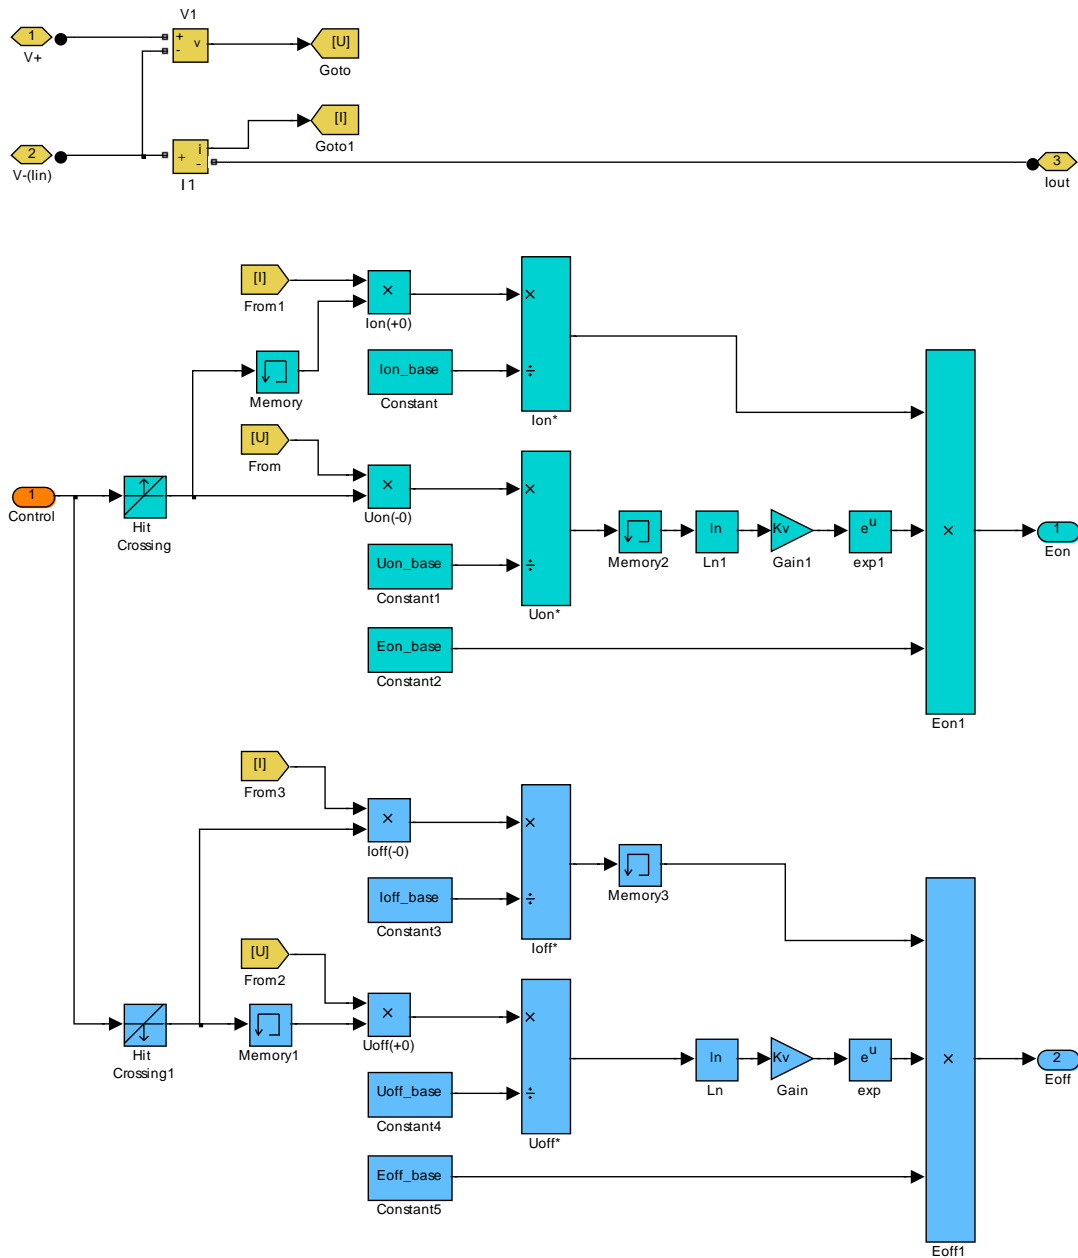 V1
1
+
-
v
[U]
V+
Goto
[I]
2
+
i
-
Goto1
3
V-(Iin)
I1
Iout
[I]
From1
×
Ion(+0)
×
Ion_base
÷
Memory
Constant
Ion*
[U]
From
×
Uon(-0)
×
1
Control
Hit
Crossing
ln
Kv
e^u
×
1
Memory2
Ln1
Gain1
exp1
Eon
Uon_base
÷
Constant1
Uon*
Eon_base
Constant2
Eon1
[I]
From3
×
Ioff(-0)
×
Ioff_base
÷
Memory3
Constant3
Ioff*
[U]
From2
×
Uoff(+0)
×
Hit
Crossing1
Memory1
ln
Kv
e^u
×
2
Ln
Gain
exp
Eoff
Uoff_base
÷
Constant4
Uoff*
Eoff_base
Constant5
Eoff1